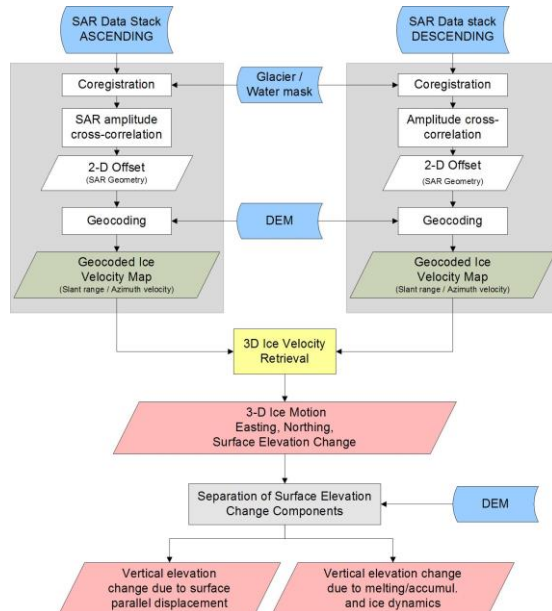 SAR Data Stack
ASCENDING
SAR Data stack
DESCENDING
Coregistration
Glacier /
Water mask
Coregistration
SAR amplitude
cross-correlation
Amplitude cross-
correlation
2-D Offset
(SAR Geometry)
2-D Offset
(SAR Geometry)
Geocoding
DEM
Geocoding
Geocoded Ice
Velocity Map
(Slant range / Azimuth velocity)
Geocoded Ice
Velocity Map
(Slant range / Azimuth velocity)
3D Ice Velocity
Retrieval
3-D Ice Motion
Easting, Northing,
Surface Elevation Change
Separation of Surface Elevation
Change Components
DEM
Vertical elevation
change due to surface
parallel displacement
Vertical elevation change
due to melting/accumul.
and ice dynamics